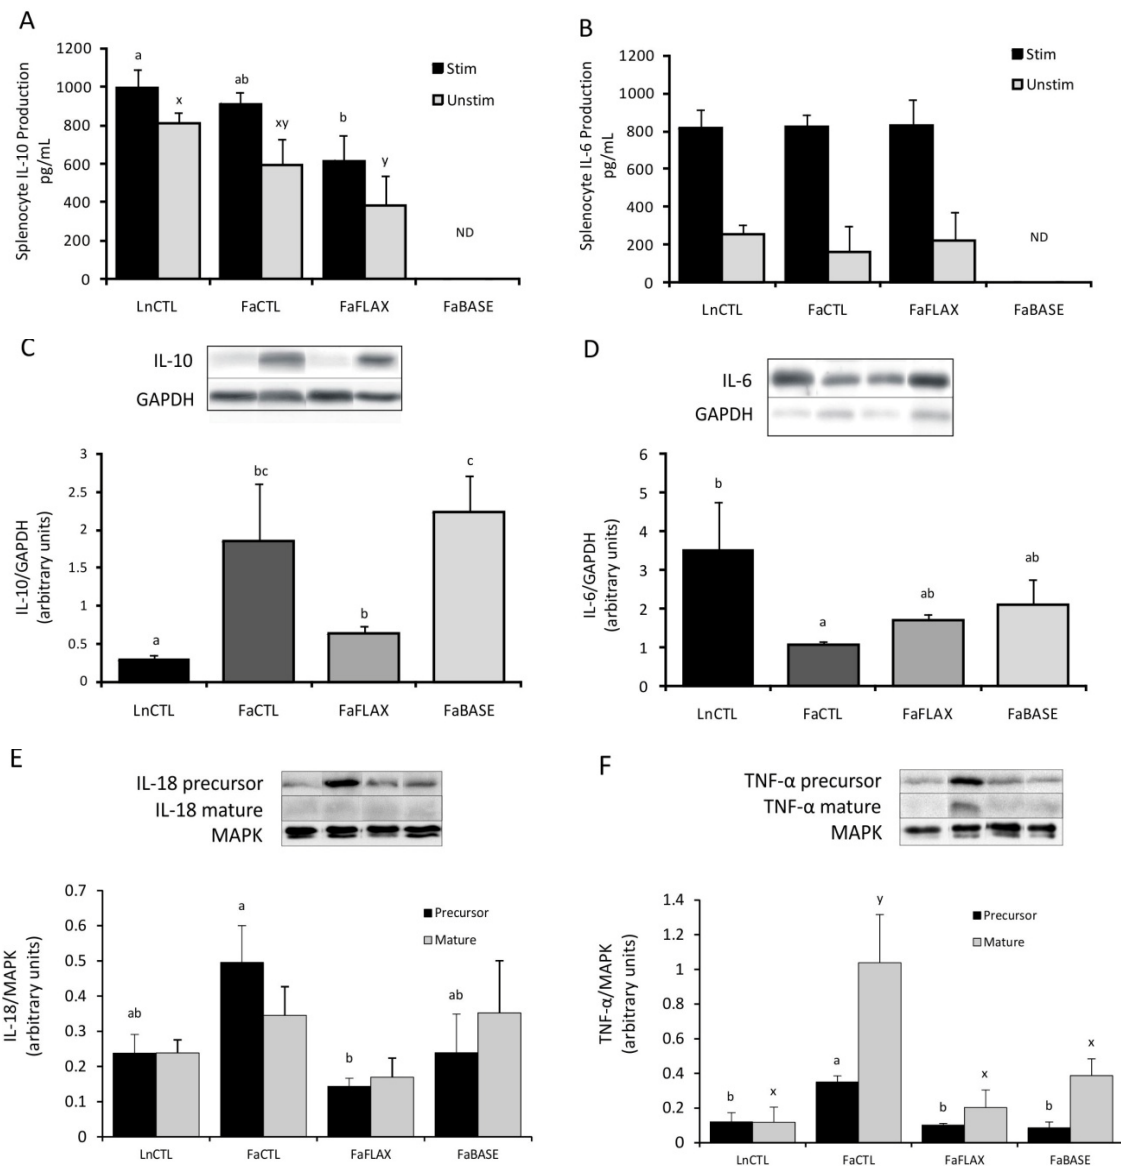 A
Splenocyte IL-10 Production
pg/mL
1200
1000
800
600
400
200
0
a
x
ab
xy
b
y
ND
Stim
Unstim
LnCTL
FaCTL
FaFLAX
FaBASE
B
Splenocyte IL-6 Production
pg/mL
1200
1000
800
600
400
200
0
Stim
Unstim
ND
LnCTL
FaCTL
FaFLAX
FaBASE
C
IL-10
GAPDH
IL-10/GAPDH
(arbitrary units)
3
2.5
2
1.5
1
0.5
0
a
bc
b
c
LnCTL
FaCTL
FaFLAX
FaBASE
D
IL-6
GAPDH
IL-6/GAPDH
(arbitrary units)
6
5
4
3
2
1
0
b
a
ab
ab
LnCTL
FaCTL
FaFLAX
FaBASE
E
IL-18 precursor
IL-18 mature
MAPK
IL-18/MAPK
(arbitrary units)
0.7
0.6
0.5
0.4
0.3
0.2
0.1
0
ab
a
b
ab
Precursor
Mature
LnCTL
FaCTL
FaFLAX
FaBASE
F
TNF-α precursor
TNF-α mature
MAPK
TNF-α/MAPK
(arbitrary units)
1.4
1.2
1
0.8
0.6
0.4
0.2
0
b
x
a
y
b
x
b
x
Precursor
Mature
LnCTL
FaCTL
FaFLAX
FaBASE